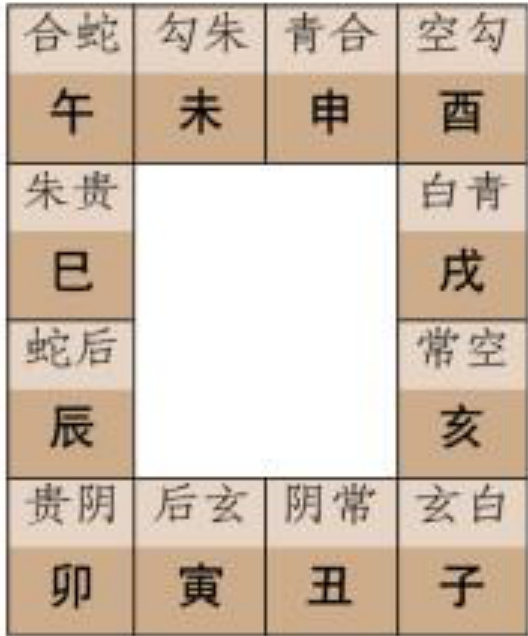 合蛇 勾朱 青合 空勾
午 未 申 酉
朱贵 白青
巳 戌
蛇后 常空
辰 亥
贵阴 后玄 阴常 玄白
卯 寅 丑 子